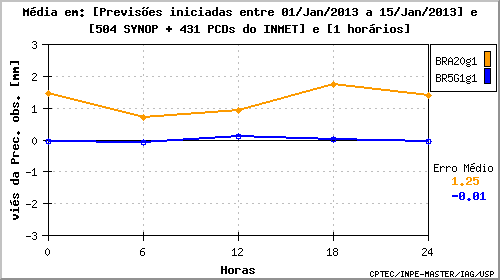 Média em: [Previsões iniciadas entre 01/Jan/2013 a 15/Jan/2013] e
[504 SYNOP + 431 PCDs do INMET] e [1 horários]
viés da Prec. obs. [mm]
3
2
1
0
-1
-2
-3
0
6
12
18
24
Horas
BRA20g1
BR5G1g1
Erro Médio
1.25
-0.01
CPTEC/INPE-MASTER/IAG/USP